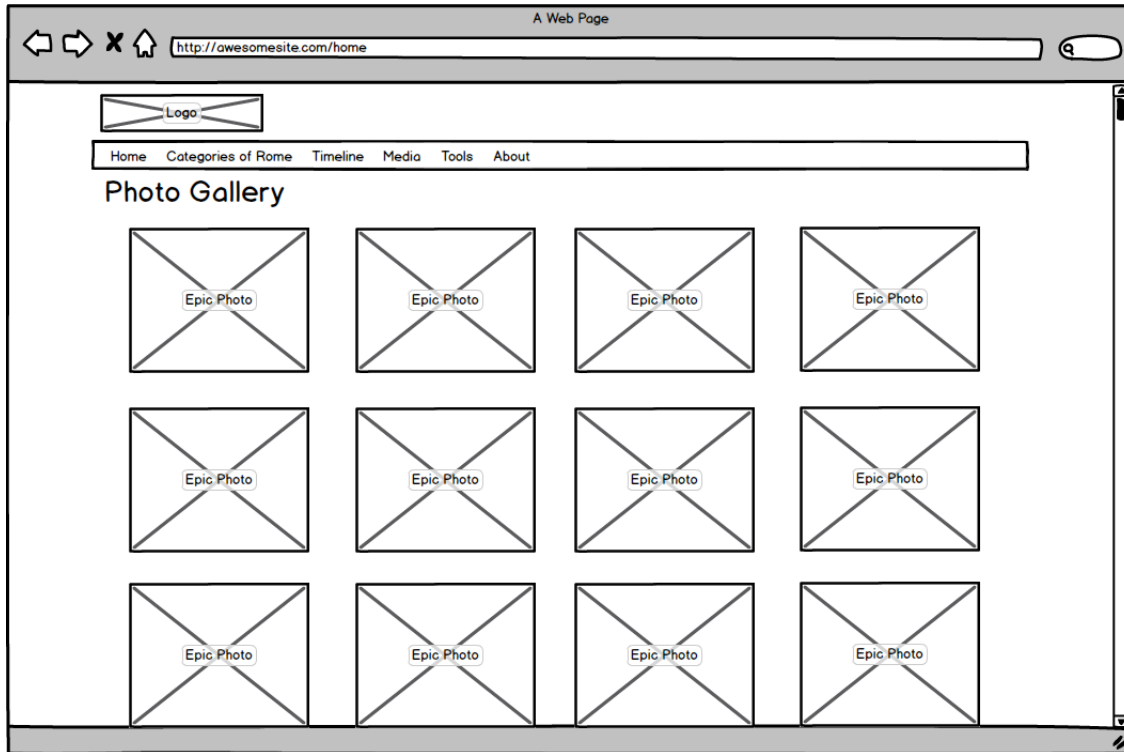 A Web Page
http://awesomesite.com/home
Logo
Home Categories of Rome Timeline Media Tools About
Photo Gallery
Epic Photo Epic Photo Epic Photo Epic Photo
Epic Photo Epic Photo Epic Photo Epic Photo
Epic Photo Epic Photo Epic Photo Epic Photo